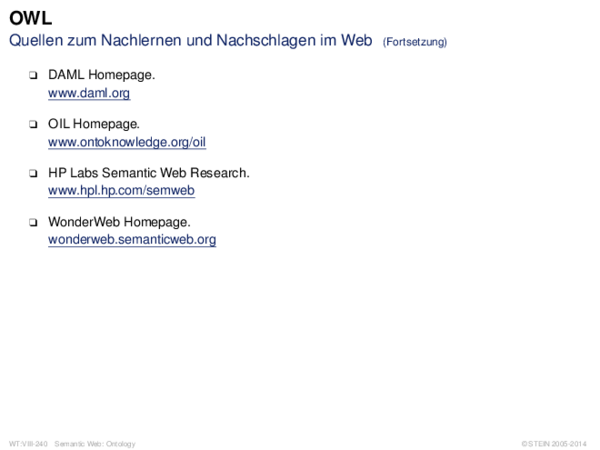 OWL
Quellen zum Nachlernen und Nachschlagen im Web (Fortsetzung)
❑ DAML Homepage.
www.daml.org
❑ OIL Homepage.
www.ontoknowledge.org/oil
❑ HP Labs Semantic Web Research.
www.hpl.hp.com/semweb
❑ WonderWeb Homepage.
wonderweb.semanticweb.org
WT:VIII-240 Semantic Web: Ontology © STEIN 2005-2014